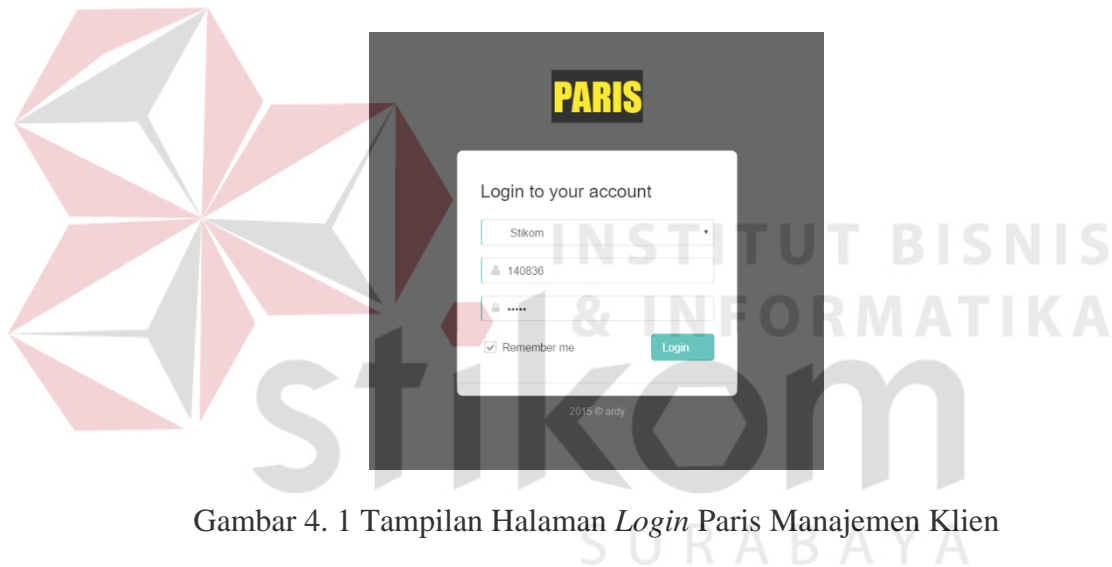 PARIS
Login to your account
Stikom
140836
•••••
Remember me
Login
2015 © ardy
INSTITUT BISNIS
& INFORMATIKA
stikom
SURABAYA
Gambar 4. 1 Tampilan Halaman Login Paris Manajemen Klien